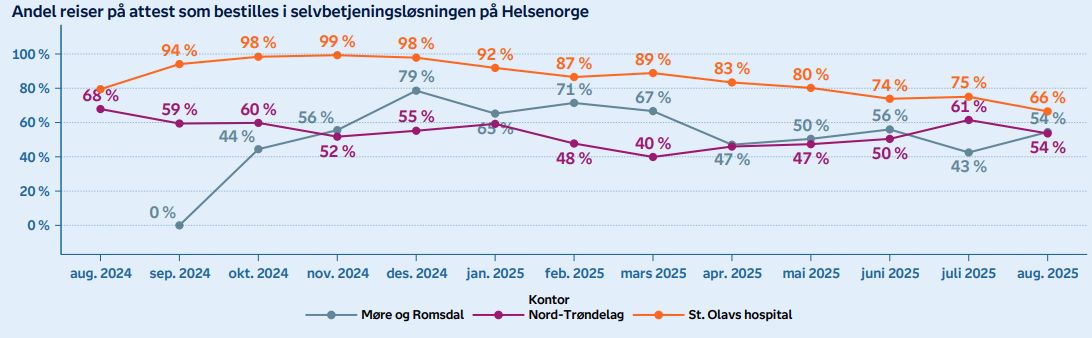 Andel reiser på attest som bestilles i selvbetjeningsløsningen på Helsenorge
100 %
80 %
60 %
40 %
20 %
0 %
68 %
94 %
98 %
99 %
98 %
92 %
87 %
89 %
83 %
80 %
74 %
75 %
66 %
59 %
60 %
52 %
55 %
48 %
40 %
47 %
50 %
61 %
54 %
0 %
44 %
56 %
79 %
65 %
71 %
67 %
47 %
50 %
56 %
43 %
54 %
aug. 2024
sep. 2024
okt. 2024
nov. 2024
des. 2024
jan. 2025
feb. 2025
mars 2025
apr. 2025
mai 2025
juni 2025
juli 2025
aug. 2025
Kontor
Møre og Romsdal
Nord-Trøndelag
St. Olavs hospital